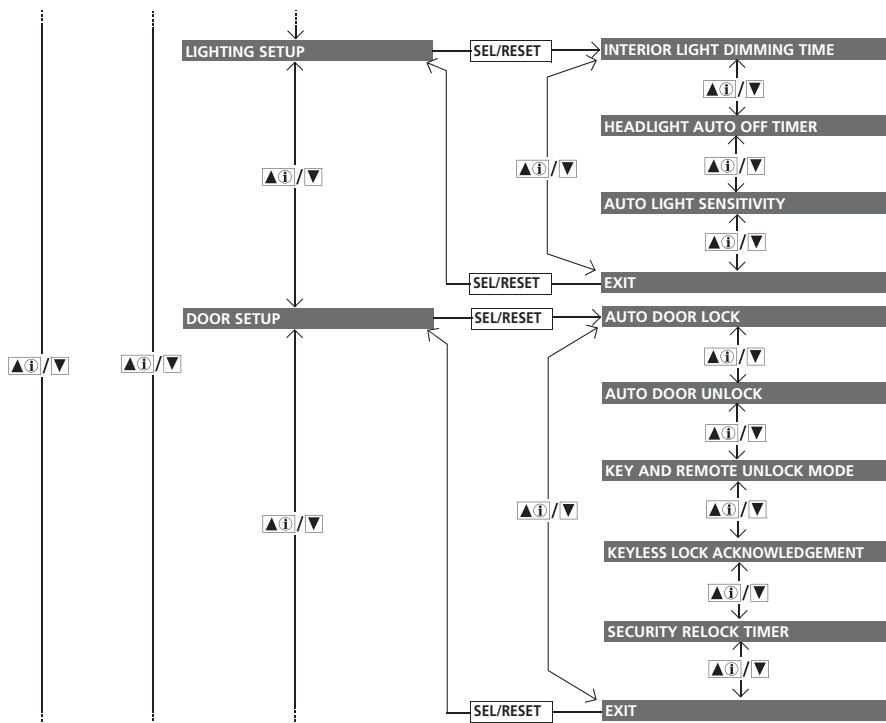 LIGHTING SETUP SEL/RESET INTERIOR LIGHT DIMMING TIME
▲ⓘ/▼
HEADLIGHT AUTO OFF TIMER
▲ⓘ/▼ ▲ⓘ/▼ ▲ⓘ/▼
AUTO LIGHT SENSITIVITY
▲ⓘ/▼
SEL/RESET EXIT
DOOR SETUP SEL/RESET AUTO DOOR LOCK
▲ⓘ/▼ ▲ⓘ/▼ ▲ⓘ/▼
AUTO DOOR UNLOCK
▲ⓘ/▼
KEY AND REMOTE UNLOCK MODE
▲ⓘ/▼ ▲ⓘ/▼ ▲ⓘ/▼
KEYLESS LOCK ACKNOWLEDGEMENT
▲ⓘ/▼
SECURITY RELOCK TIMER
▲ⓘ/▼
SEL/RESET EXIT